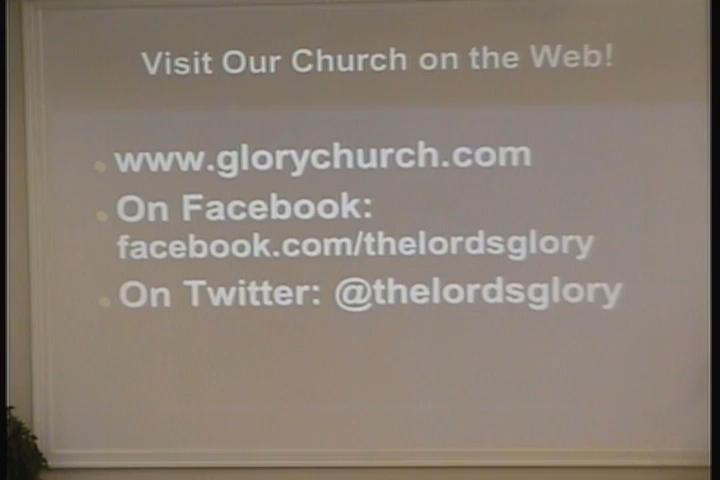 Visit Our Church on the Web!
www.glorychurch.com
On Facebook:
facebook.com/thelordsglory
On Twitter: @thelordsglory